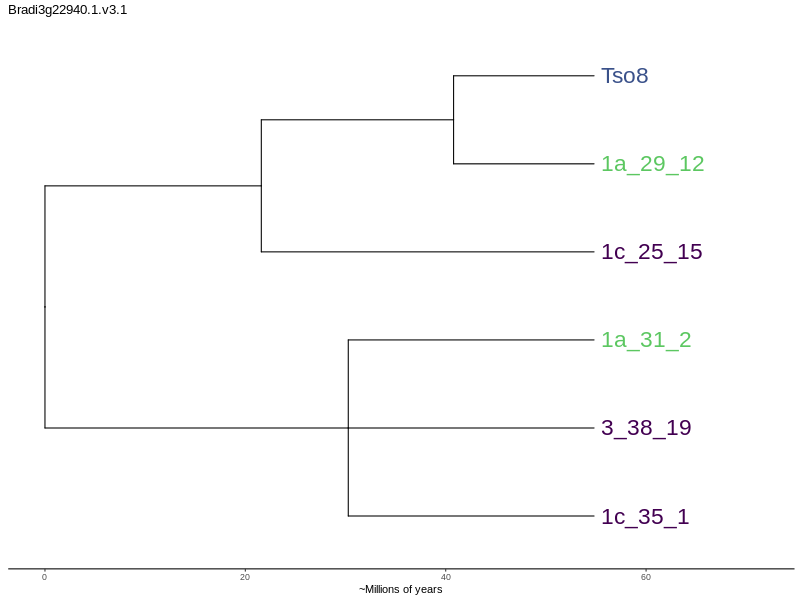 Bradi3g22940.1.v3.1
Tso8
1a_29_12
1c_25_15
1a_31_2
3_38_19
1c_35_1
0 20 40 60
~Millions of years